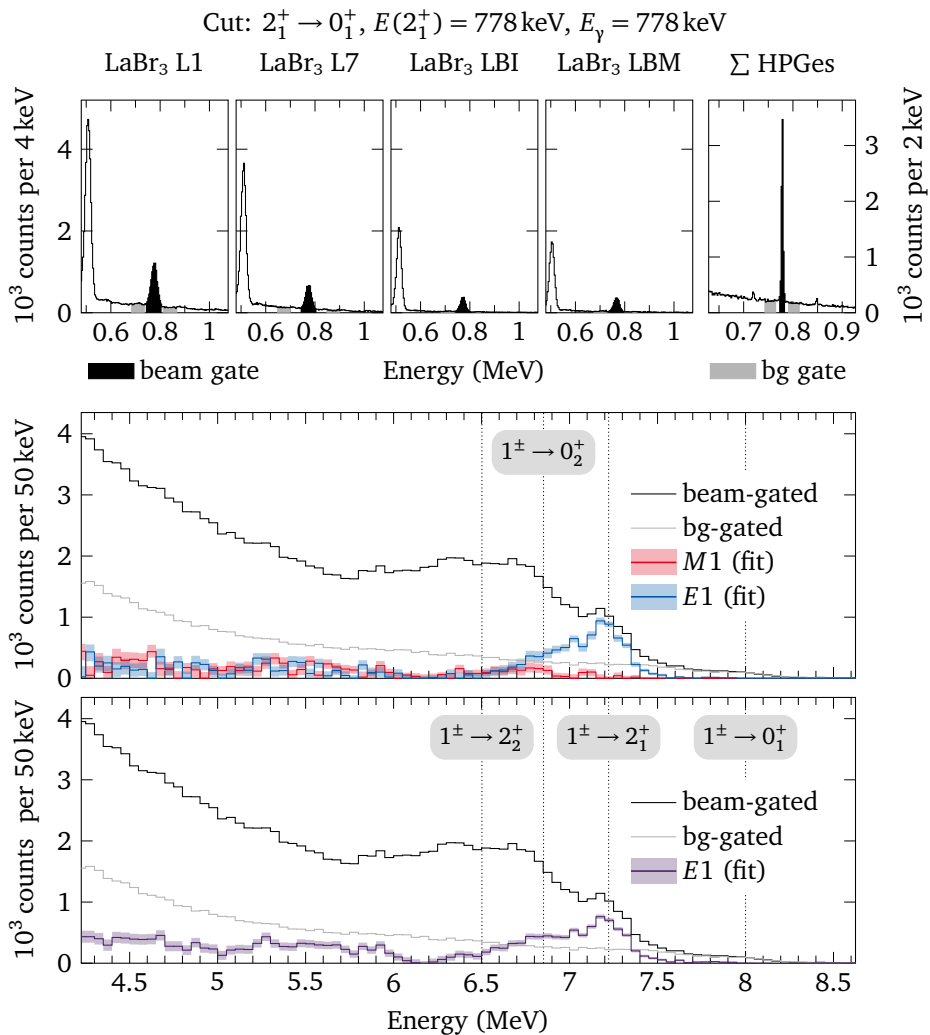 Cut: 2₁⁺ → 0₁⁺, E(2₁⁺) = 778 keV, E_γ = 778 keV
LaBr₃ L1 LaBr₃ L7 LaBr₃ LBI LaBr₃ LBM ∑ HPGes
10³ counts per 4 keV
4
2
0
10³ counts per 2 keV
3
2
1
0
0.6 0.8 1 0.6 0.8 1 0.6 0.8 1 0.6 0.8 1 0.7 0.8 0.9
beam gate Energy (MeV) bg gate
10³ counts per 50 keV
4
3
2
1
0
1^± → 0₂⁺
beam-gated
bg-gated
M1 (fit)
E1 (fit)
10³ counts per 50 keV
4
3
2
1
0
1^± → 2₂⁺ 1^± → 2₁⁺ 1^± → 0₁⁺
beam-gated
bg-gated
E1 (fit)
4.5 5 5.5 6 6.5 7 7.5 8 8.5
Energy (MeV)